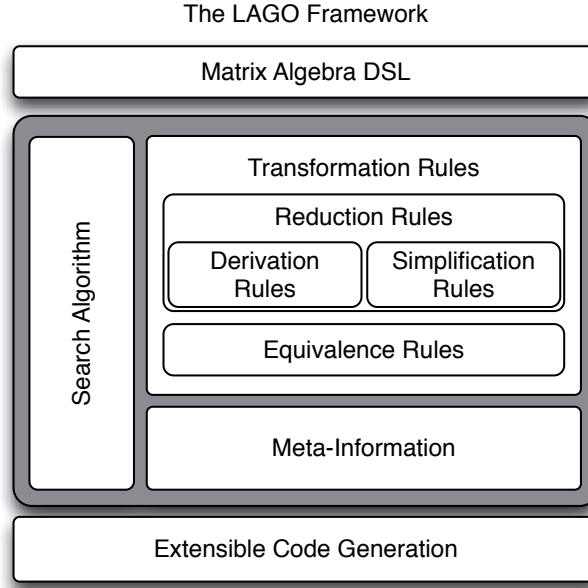 The LAGO Framework
Matrix Algebra DSL
Search Algorithm
Transformation Rules
Reduction Rules
Derivation
Rules
Simplification
Rules
Equivalence Rules
Meta-Information
Extensible Code Generation